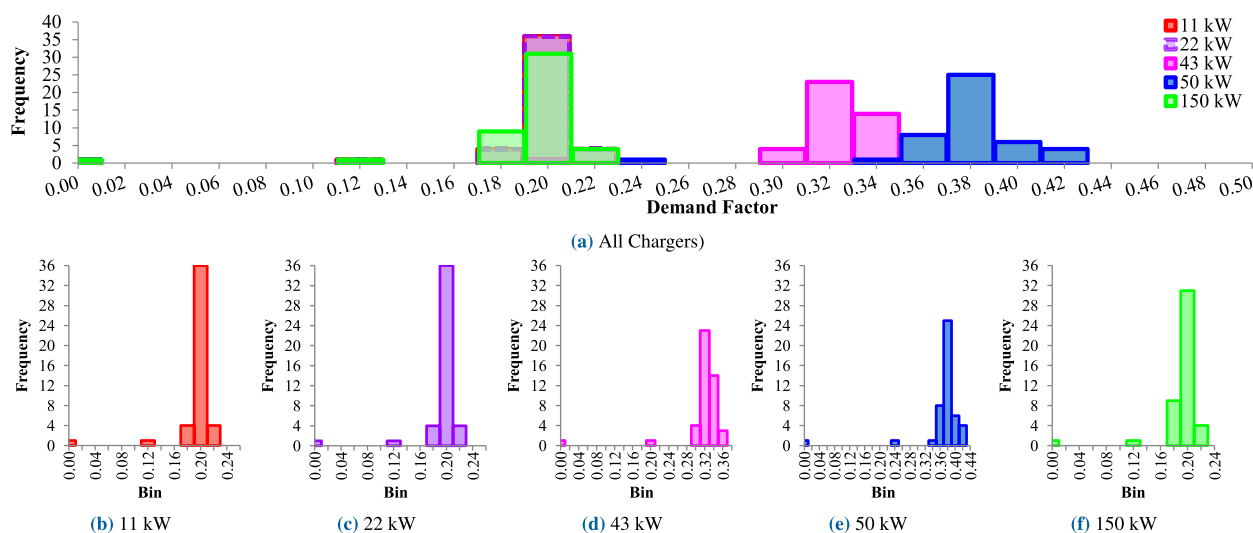 40
35
30
25
20
15
10
5
0
Frequency
11 kW
22 kW
43 kW
50 kW
150 kW
0.00 0.02 0.04 0.06 0.08 0.10 0.12 0.14 0.16 0.18 0.20 0.22 0.24 0.26 0.28 0.30 0.32 0.34 0.36 0.38 0.40 0.42 0.44 0.46 0.48 0.50
Demand Factor
(a) All Chargers)
36
32
28
24
20
16
12
8
4
0
Frequency
0.00 0.04 0.08 0.12 0.16 0.20 0.24
Bin
(b) 11 kW
36
32
28
24
20
16
12
8
4
0
Frequency
0.00 0.04 0.08 0.12 0.16 0.20 0.24
Bin
(c) 22 kW
36
32
28
24
20
16
12
8
4
0
Frequency
0.00 0.04 0.08 0.12 0.16 0.20 0.24 0.28 0.32 0.36
Bin
(d) 43 kW
36
32
28
24
20
16
12
8
4
0
Frequency
0.00 0.04 0.08 0.12 0.16 0.20 0.24 0.28 0.32 0.36 0.40 0.44
Bin
(e) 50 kW
36
32
28
24
20
16
12
8
4
0
Frequency
0.00 0.04 0.08 0.12 0.16 0.20 0.24
Bin
(f) 150 kW